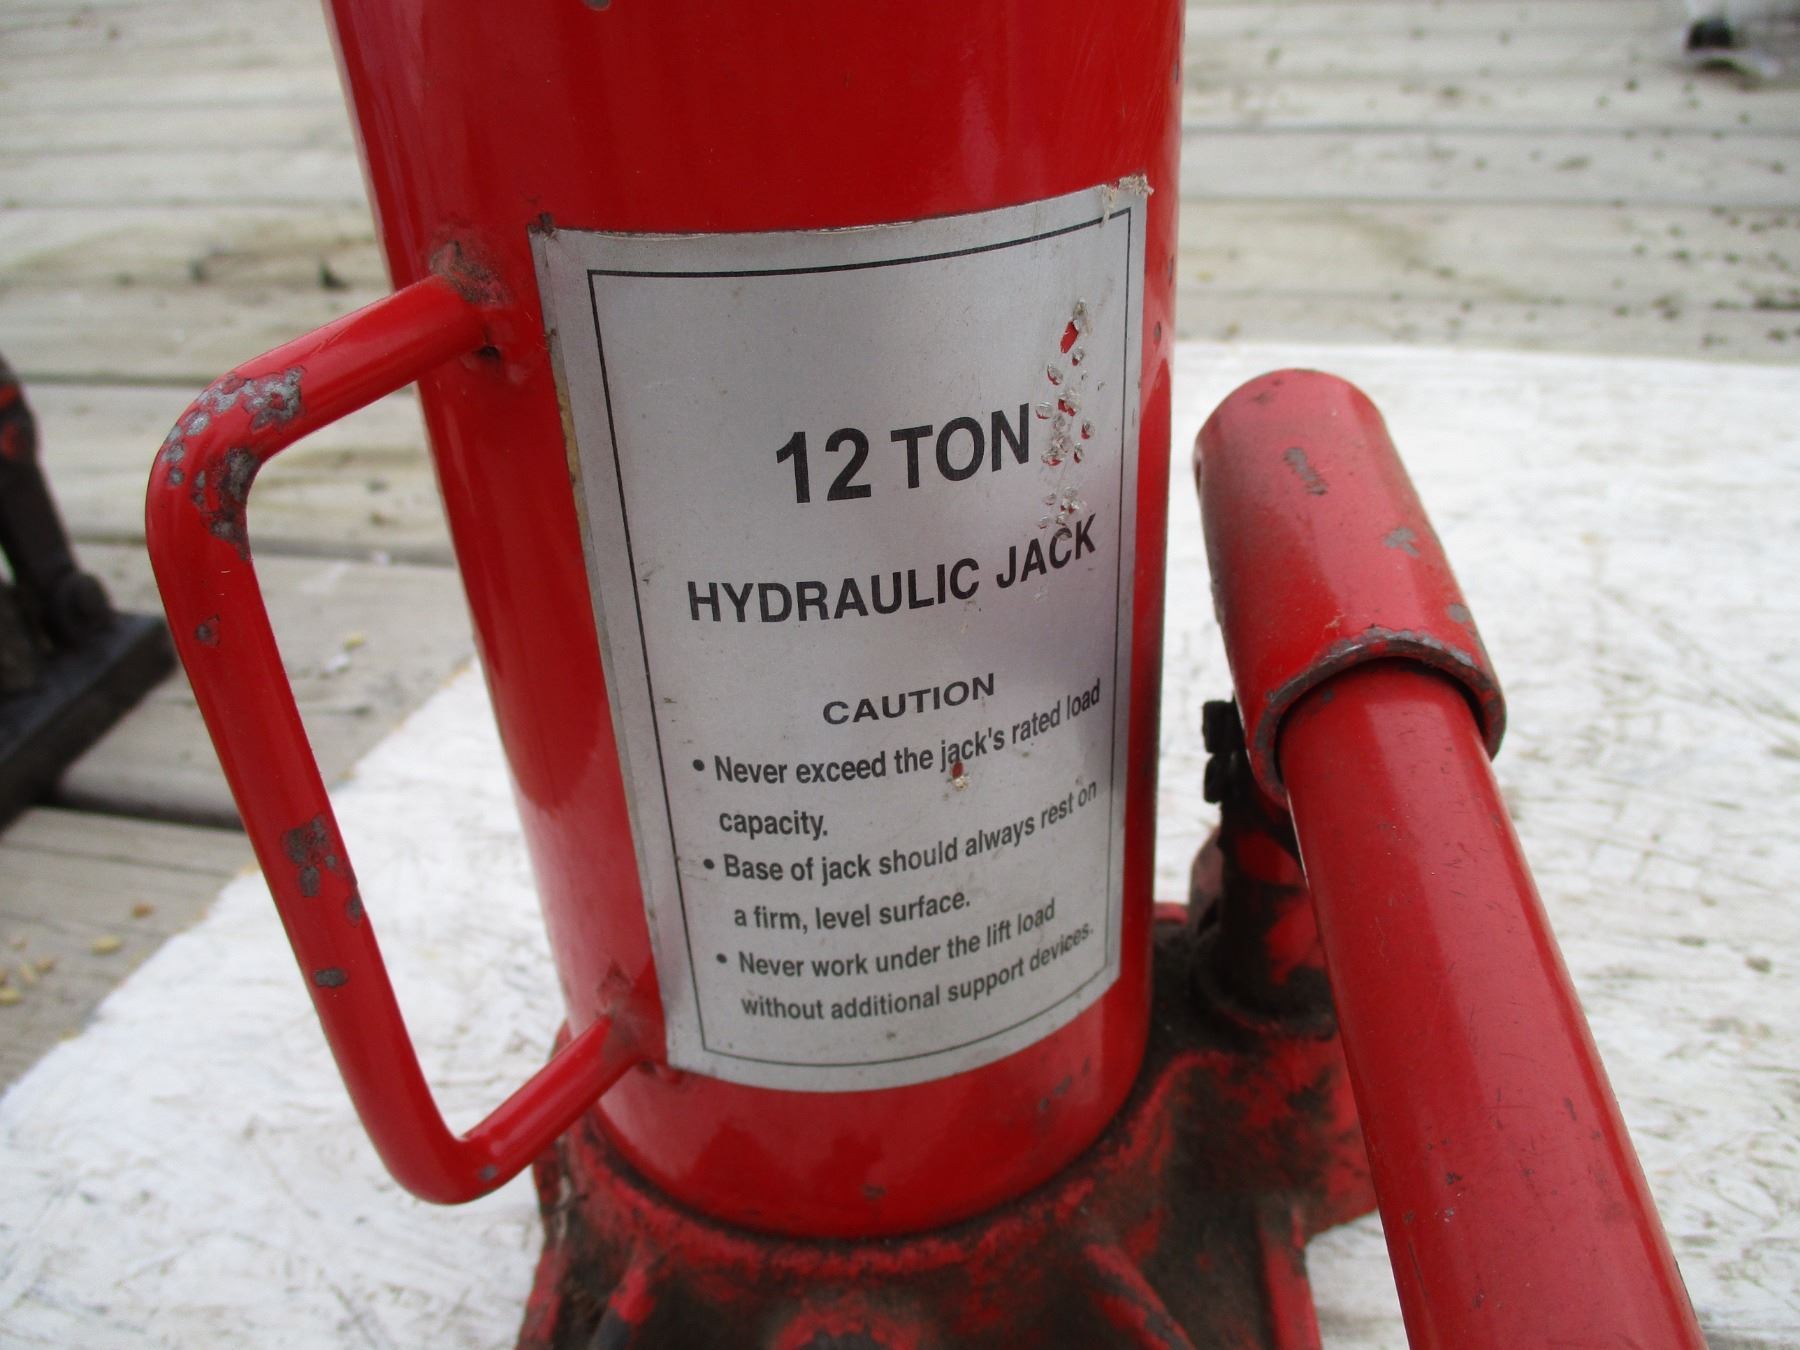 12 TON
HYDRAULIC JACK
CAUTION
• Never exceed the jack's rated load
capacity.
• Base of jack should always rest on
a firm, level surface.
• Never work under the lift load
without additional support devices.